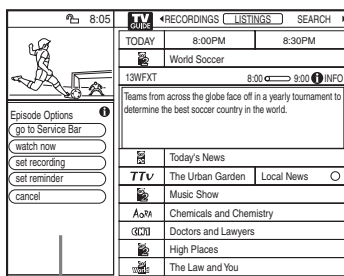 8:05
TV GUIDE
RECORDINGS LISTINGS SEARCH
TODAY 8:00PM 8:30PM
World Soccer
13WFXT 8:00 9:00 INFO
Teams from across the globe face off in a yearly tournament to
determine the best soccer country in the world.
Episode Options
go to Service Bar
watch now
set recording
set reminder
cancel
Today's News
TTV The Urban Garden Local News
Music Show
Chemicals and Chemistry
Doctors and Lawyers
High Places
The Law and You